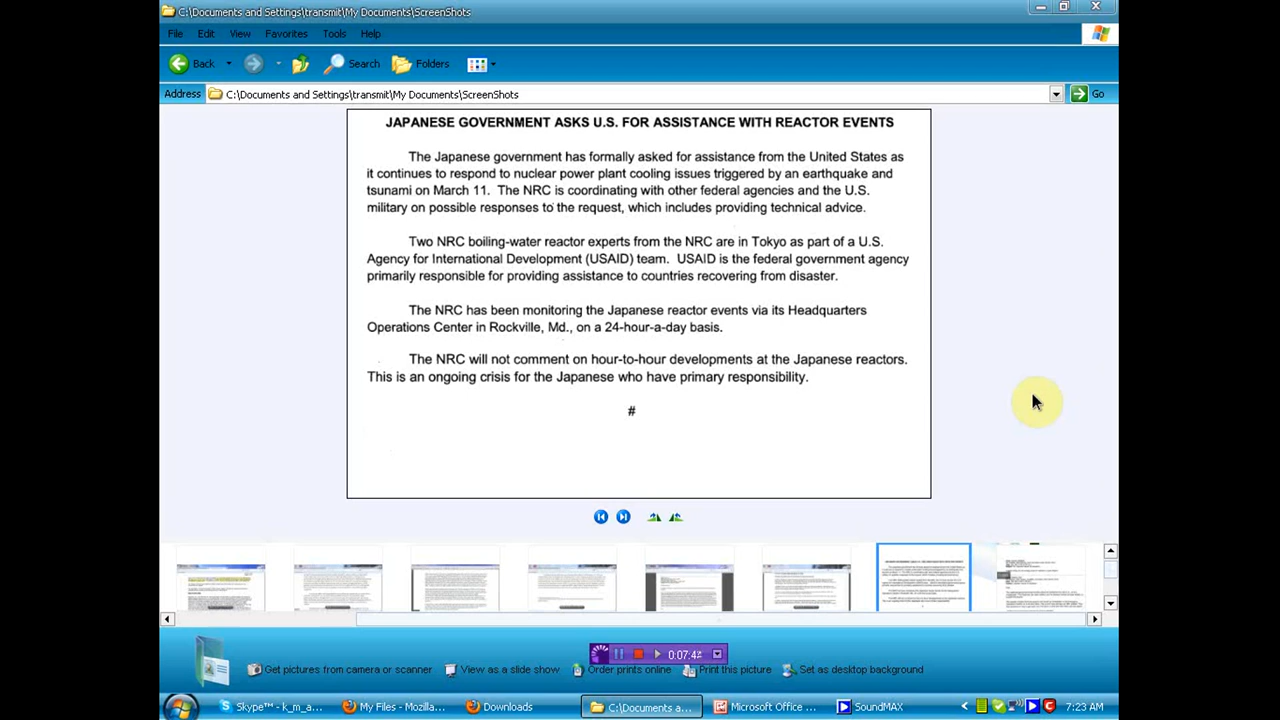 C:\Documents and Settings\transmit\My Documents\ScreenShots
File Edit View Favorites Tools Help
Back Search Folders
Address C:\Documents and Settings\transmit\My Documents\ScreenShots Go
JAPANESE GOVERNMENT ASKS U.S. FOR ASSISTANCE WITH REACTOR EVENTS
The Japanese government has formally asked for assistance from the United States as
it continues to respond to nuclear power plant cooling issues triggered by an earthquake and
tsunami on March 11. The NRC is coordinating with other federal agencies and the U.S.
military on possible responses to the request, which includes providing technical advice.
Two NRC boiling-water reactor experts from the NRC are in Tokyo as part of a U.S.
Agency for International Development (USAID) team. USAID is the federal government agency
primarily responsible for providing assistance to countries recovering from disaster.
The NRC has been monitoring the Japanese reactor events via its Headquarters
Operations Center in Rockville, Md., on a 24-hour-a-day basis.
The NRC will not comment on hour-to-hour developments at the Japanese reactors.
This is an ongoing crisis for the Japanese who have primary responsibility.
#
Get pictures from camera or scanner View as a slide show Order prints online Print this picture Set as desktop background
Skype™ - k_m_a... My Files - Mozilla... Downloads C:\Documents a... Microsoft Office ... SoundMAX 7:23 AM